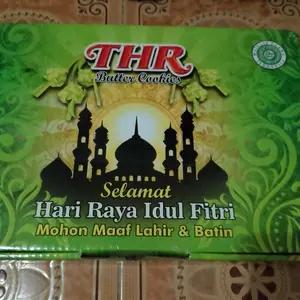 THR
Butter Cookies
Selamat
Hari Raya Idul Fitri
Mohon Maaf Lahir & Batin